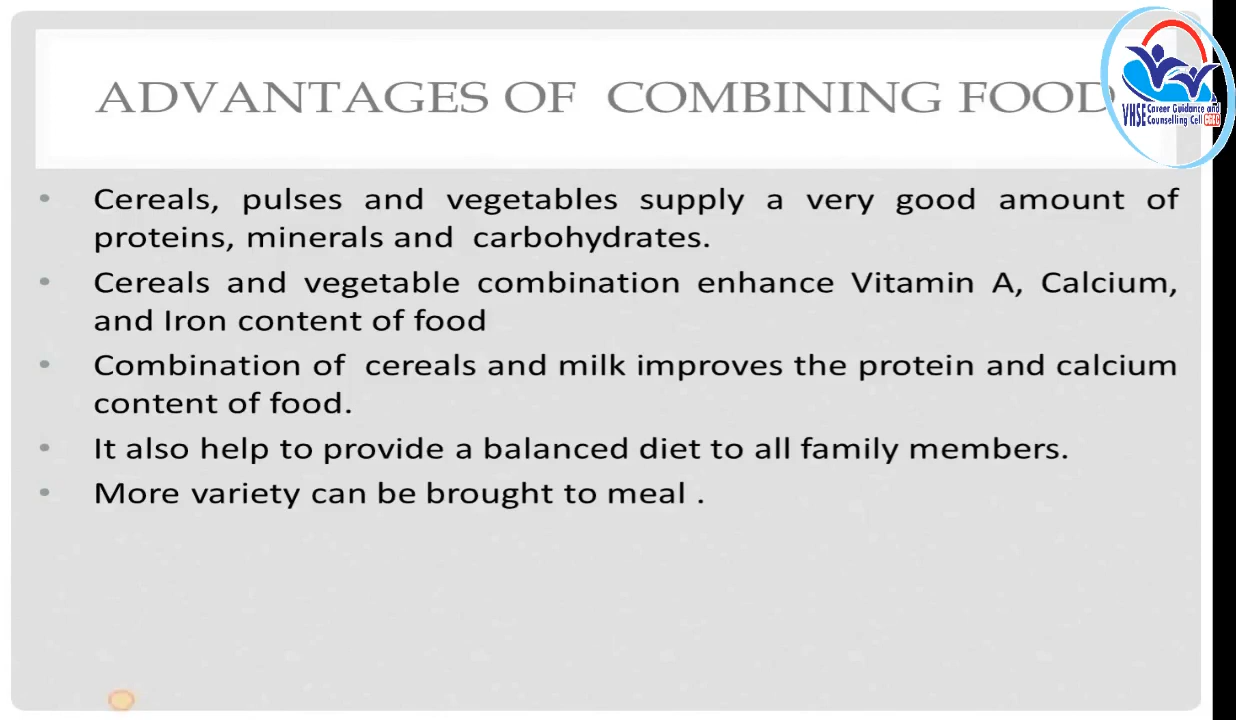 ADVANTAGES OF COMBINING FOOD
VHSE Career Guidance and
Counselling Cell CGCC
• Cereals, pulses and vegetables supply a very good amount of
proteins, minerals and carbohydrates.
• Cereals and vegetable combination enhance Vitamin A, Calcium,
and Iron content of food
• Combination of cereals and milk improves the protein and calcium
content of food.
• It also help to provide a balanced diet to all family members.
• More variety can be brought to meal .